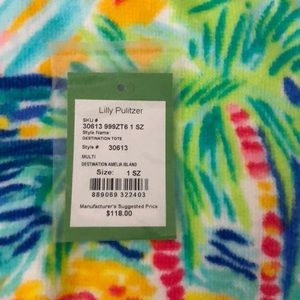 Lilly Pulitzer
SKU #
30613 999ZT6 1 SZ
Style Name
DESTINATION TOTE
Style # 30613
MULTI
DESTINATION AMELIA ISLAND
Size: 1 SZ
889069 322403
Manufacturer's Suggested Price
$118.00